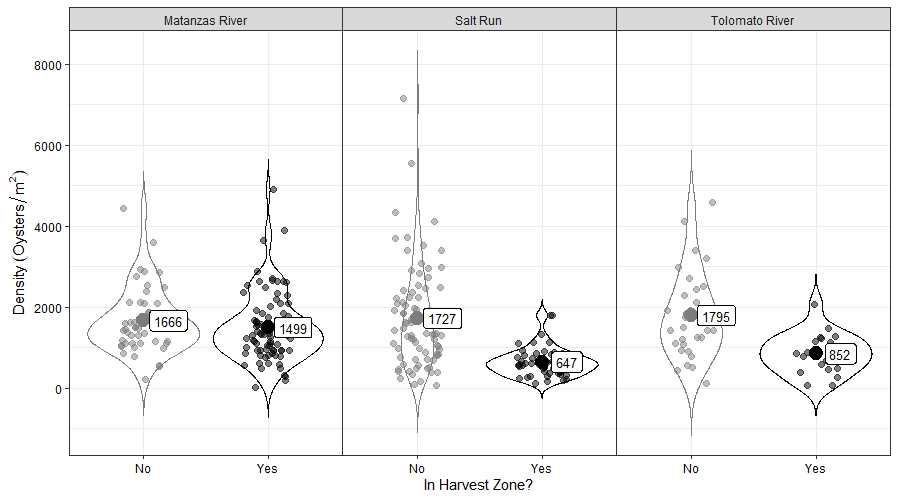 Matanzas River
Salt Run
Tolomato River
Density (Oysters/m²)
8000
6000
4000
2000
0
1666
1499
1727
647
1795
852
No
Yes
No
Yes
No
Yes
In Harvest Zone?